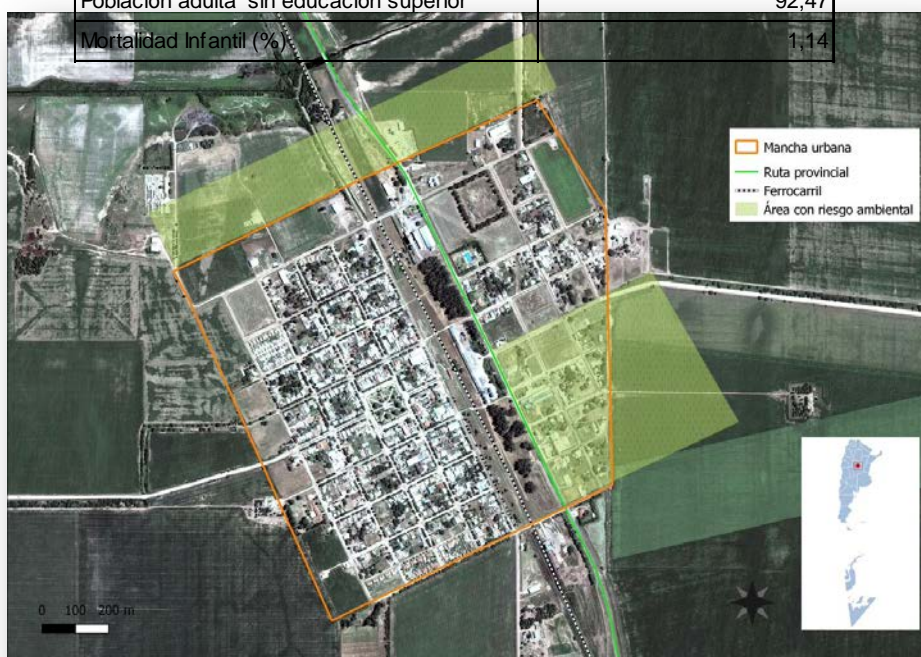 Población adulta sin educación superior 92,47
Mortalidad Infantil (%) 1,14
Mancha urbana
Ruta provincial
Ferrocarril
Área con riesgo ambiental
0 100 200 m